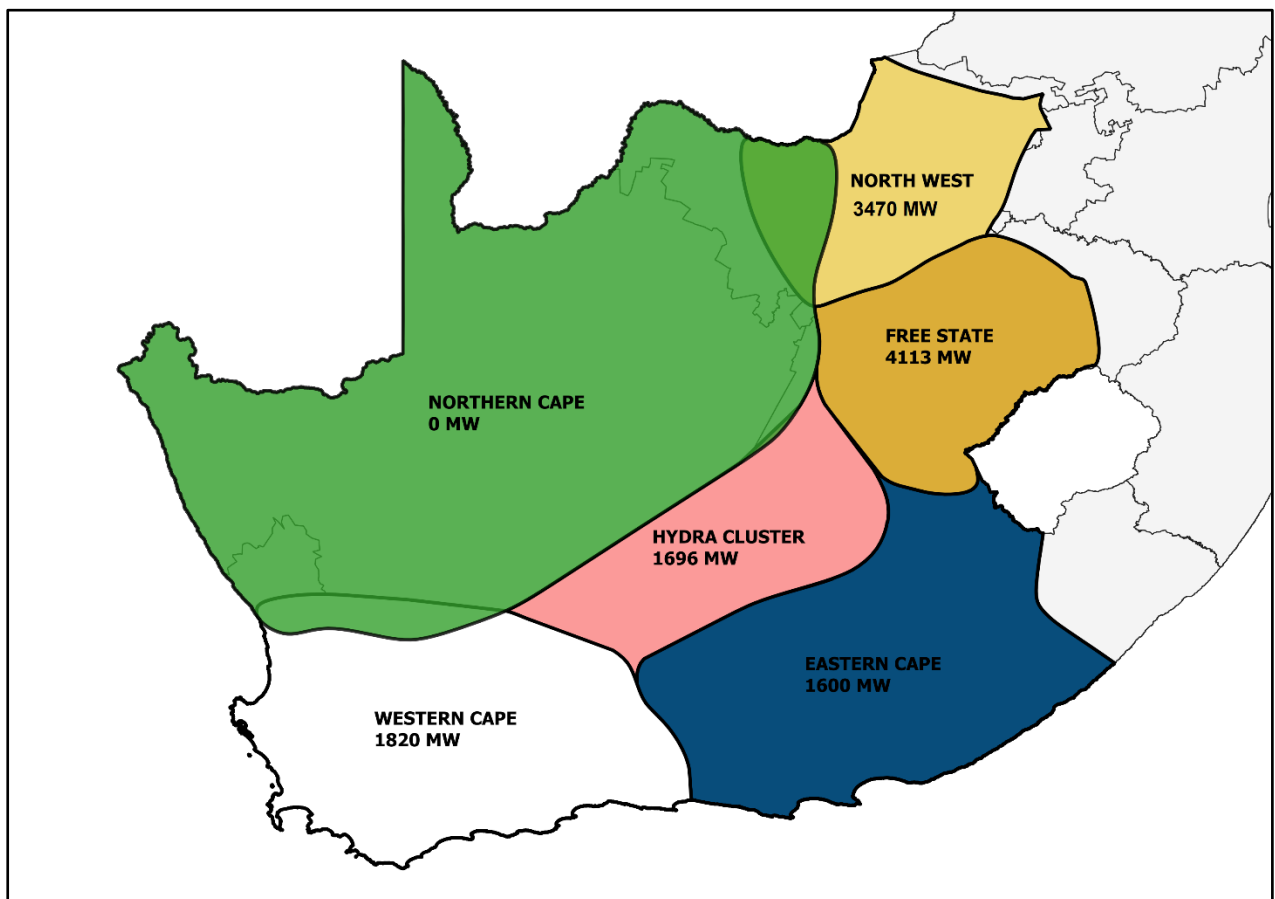 NORTH WEST
3470 MW
FREE STATE
4113 MW
NORTHERN CAPE
0 MW
HYDRA CLUSTER
1696 MW
EASTERN CAPE
1600 MW
WESTERN CAPE
1820 MW